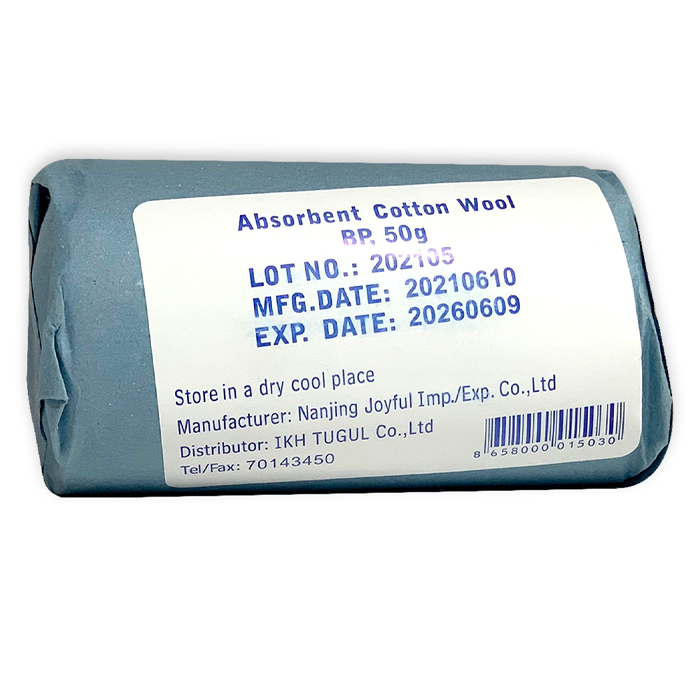 Absorbent Cotton Wool
BP, 50g
LOT NO.: 202105
MFG.DATE: 20210610
EXP. DATE: 20260609
Store in a dry cool place
Manufacturer: Nanjing Joyful Imp./Exp. Co.,Ltd
Distributor: IKH TUGUL Co.,Ltd
Tel/Fax: 70143450
8 658000 015030